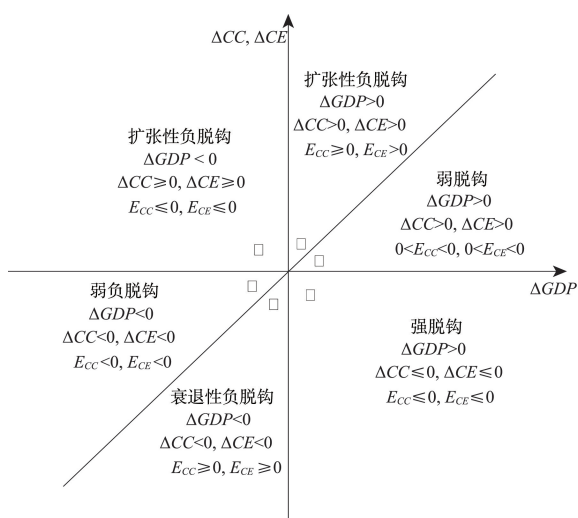 ΔCC, ΔCE
扩张性负脱钩
ΔGDP>0
ΔCC>0, ΔCE>0
E_CC≥0, E_CE>0
扩张性负脱钩
ΔGDP<0
ΔCC≥0, ΔCE≥0
E_CC≤0, E_CE≤0
弱脱钩
ΔGDP>0
ΔCC>0, ΔCE>0
0<E_CC<0, 0<E_CE<0
ΔGDP
弱负脱钩
ΔGDP<0
ΔCC<0, ΔCE<0
E_CC<0, E_CE<0
强脱钩
ΔGDP>0
ΔCC≤0, ΔCE≤0
E_CC≤0, E_CE≤0
衰退性负脱钩
ΔGDP<0
ΔCC<0, ΔCE<0
E_CC≥0, E_CE≥0